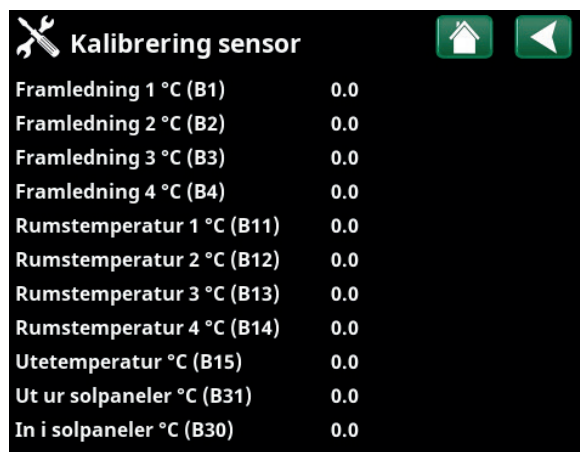 Kalibrering sensor
Framledning 1 °C (B1) 0.0
Framledning 2 °C (B2) 0.0
Framledning 3 °C (B3) 0.0
Framledning 4 °C (B4) 0.0
Rumstemperatur 1 °C (B11) 0.0
Rumstemperatur 2 °C (B12) 0.0
Rumstemperatur 3 °C (B13) 0.0
Rumstemperatur 4 °C (B14) 0.0
Utetemperatur °C (B15) 0.0
Ut ur solpaneler °C (B31) 0.0
In i solpaneler °C (B30) 0.0